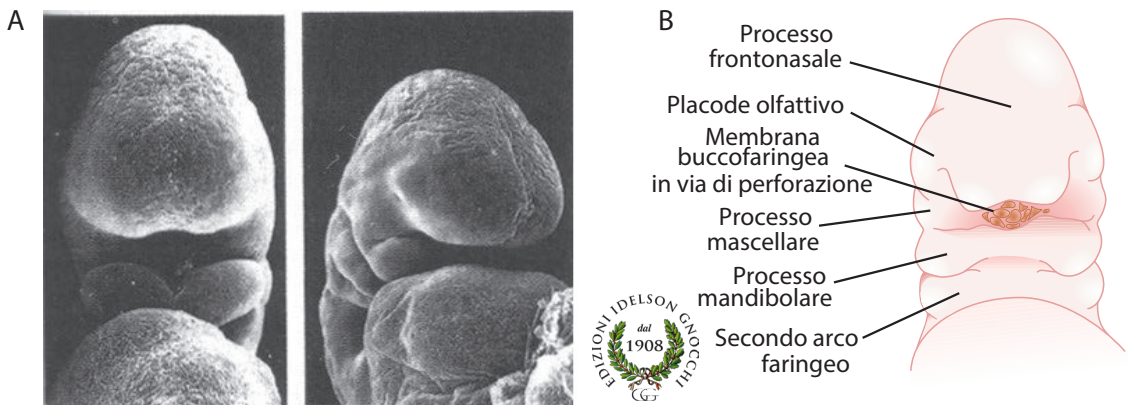 A
B
Processo
frontonasale
Placode olfattivo
Membrana
buccofaringea
in via di perforazione
Processo
mascellare
Processo
mandibolare
Secondo arco
faringeo
EDIZIONI IDELSON GNOCCHI
dal
1908